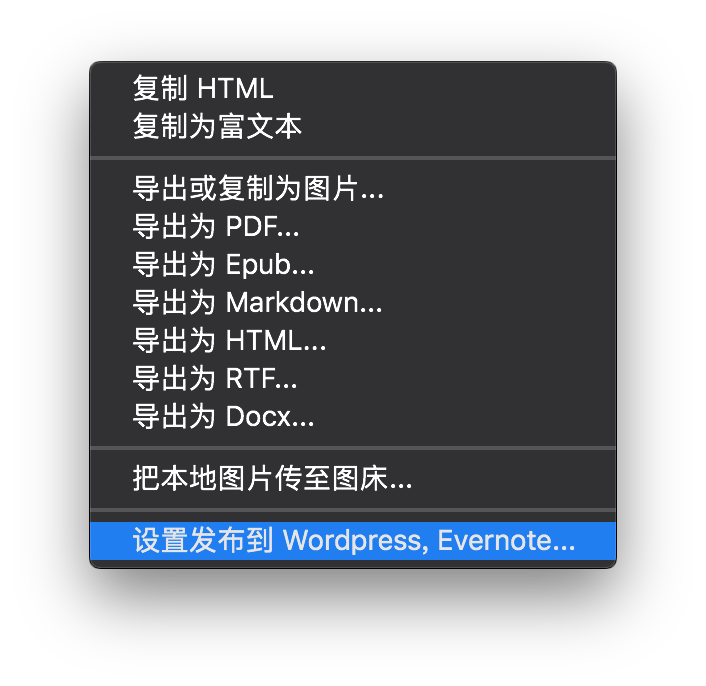 复制 HTML
复制为富文本
导出或复制为图片...
导出为 PDF...
导出为 Epub...
导出为 Markdown...
导出为 HTML...
导出为 RTF...
导出为 Docx...
把本地图片传至图床...
设置发布到 Wordpress, Evernote...